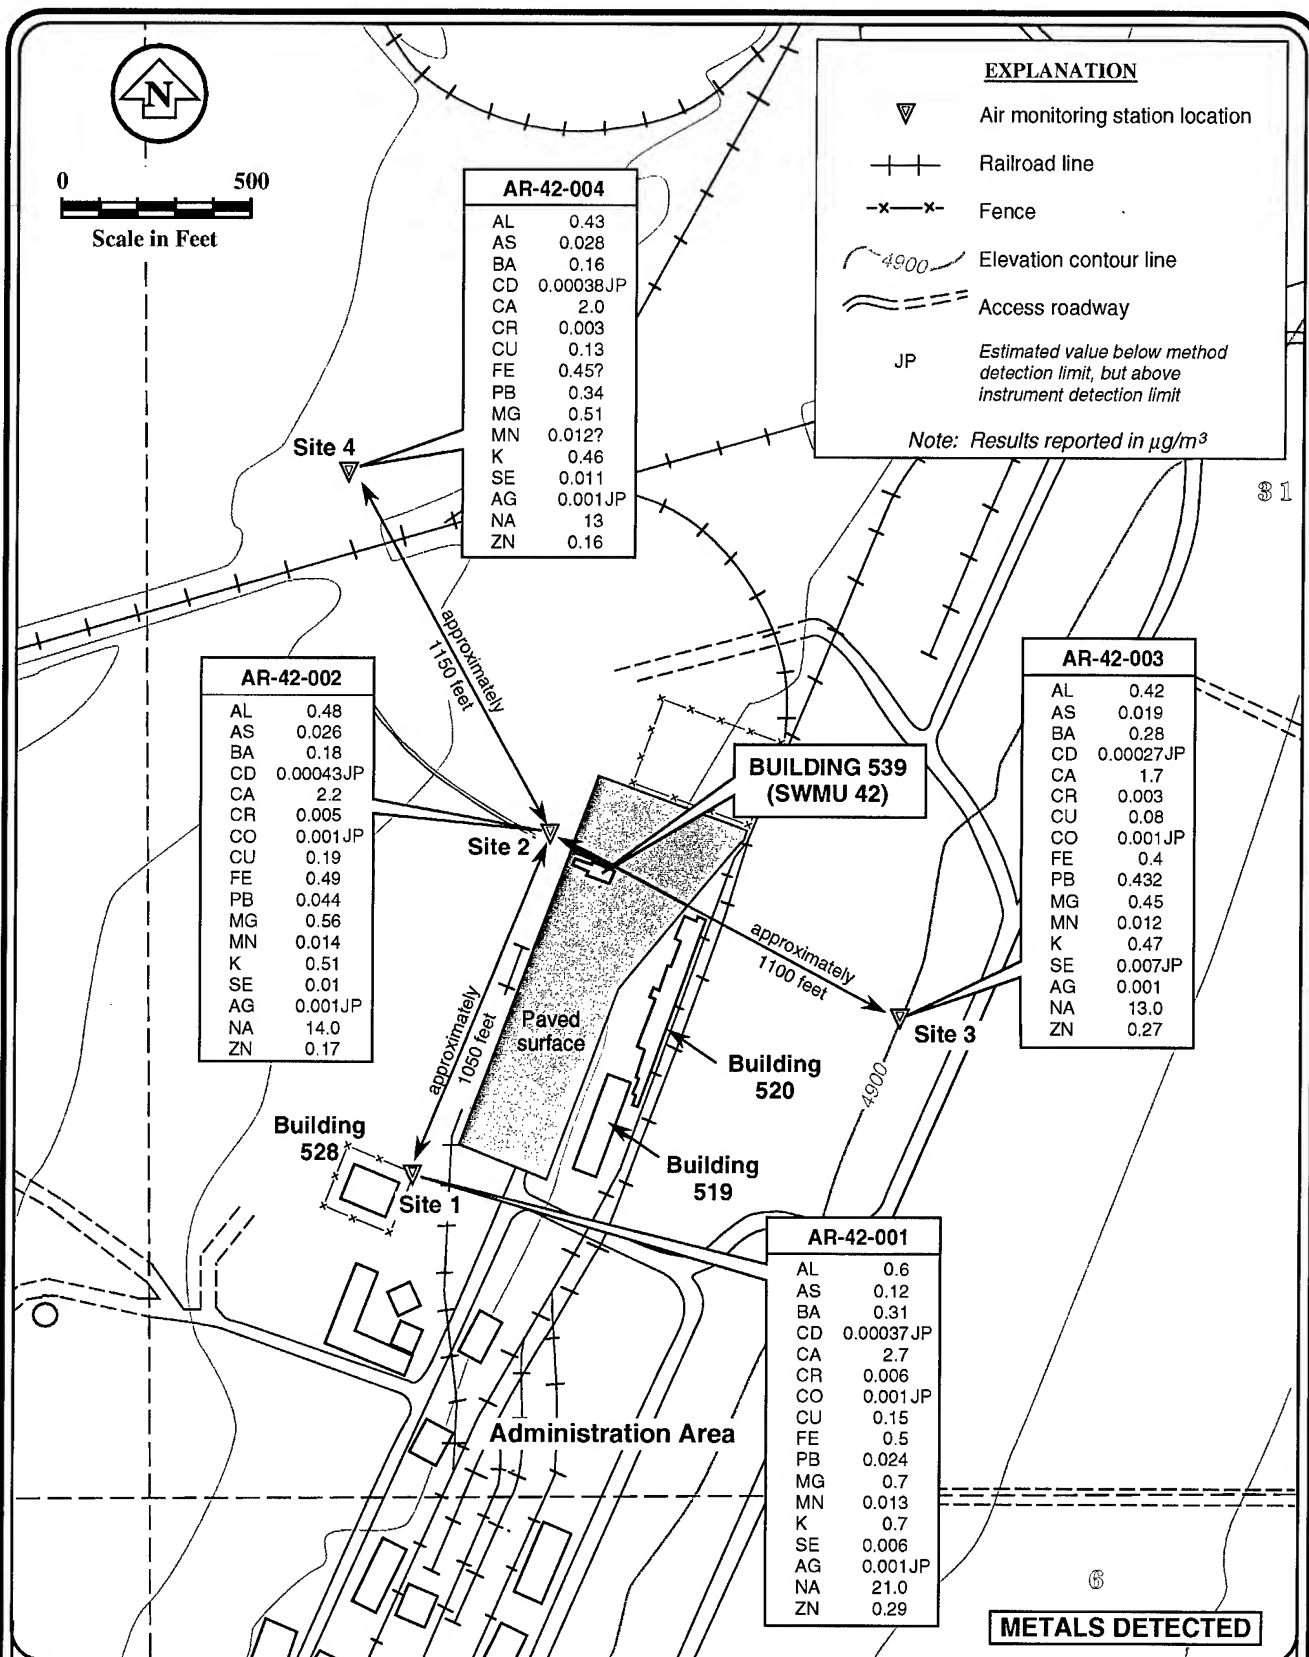 N
0 500
Scale in Feet
EXPLANATION
Air monitoring station location
Railroad line
Fence
4900 Elevation contour line
Access roadway
JP Estimated value below method
detection limit, but above
instrument detection limit
Note: Results reported in µg/m³
31
AR-42-004
AL 0.43
AS 0.028
BA 0.16
CD 0.00038JP
CA 2.0
CR 0.003
CU 0.13
FE 0.45?
PB 0.34
MG 0.51
MN 0.012?
K 0.46
SE 0.011
AG 0.001JP
NA 13
ZN 0.16
Site 4
approximately
1150 feet
AR-42-002
AL 0.48
AS 0.026
BA 0.18
CD 0.00043JP
CA 2.2
CR 0.005
CO 0.001JP
CU 0.19
FE 0.49
PB 0.044
MG 0.56
MN 0.014
K 0.51
SE 0.01
AG 0.001JP
NA 14.0
ZN 0.17
AR-42-003
AL 0.42
AS 0.019
BA 0.28
CD 0.00027JP
CA 1.7
CR 0.003
CU 0.08
CO 0.001JP
FE 0.4
PB 0.432
MG 0.45
MN 0.012
K 0.47
SE 0.007JP
AG 0.001
NA 13.0
ZN 0.27
BUILDING 539
(SWMU 42)
Site 2
approximately
1100 feet
Site 3
approximately
1050 feet
Paved
surface
Building
520
4900
Building
528
Building
519
Site 1
AR-42-001
AL 0.6
AS 0.12
BA 0.31
CD 0.00037JP
CA 2.7
CR 0.006
CO 0.001JP
CU 0.15
FE 0.5
PB 0.024
MG 0.7
MN 0.013
K 0.7
SE 0.006
AG 0.001JP
NA 21.0
ZN 0.29
Administration Area
6
METALS DETECTED